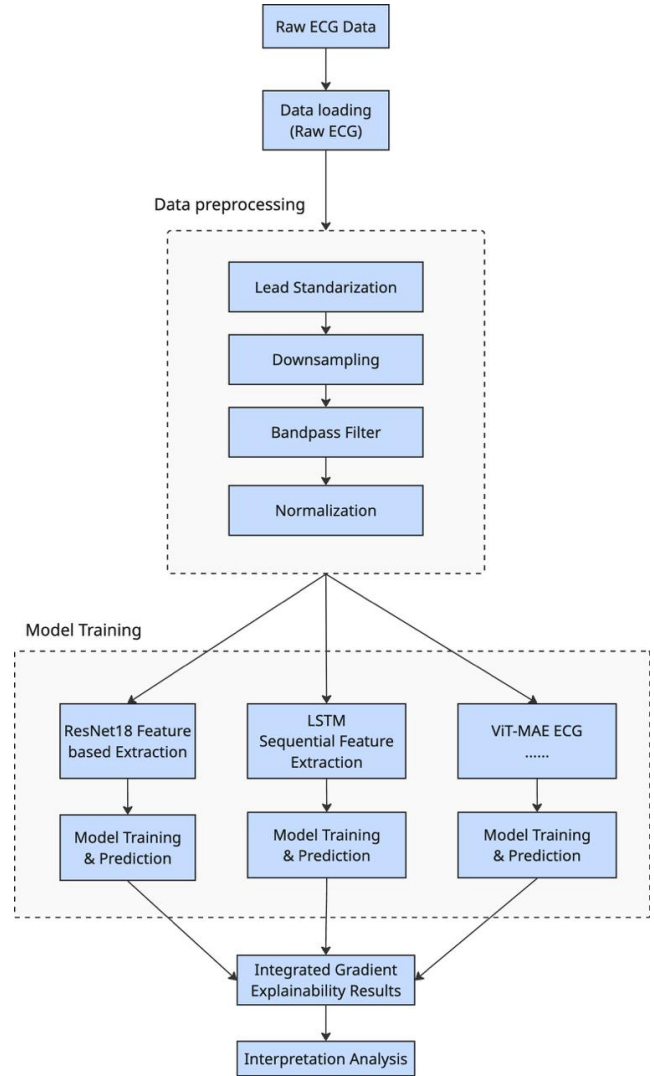 Raw ECG Data
Data loading
(Raw ECG)
Data preprocessing
Lead Standarization
Downsampling
Bandpass Filter
Normalization
Model Training
ResNet18 Feature
based Extraction
LSTM
Sequential Feature
Extraction
ViT-MAE ECG
......
Model Training
& Prediction
Model Training
& Prediction
Model Training
& Prediction
Integrated Gradient
Explainability Results
Interpretation Analysis